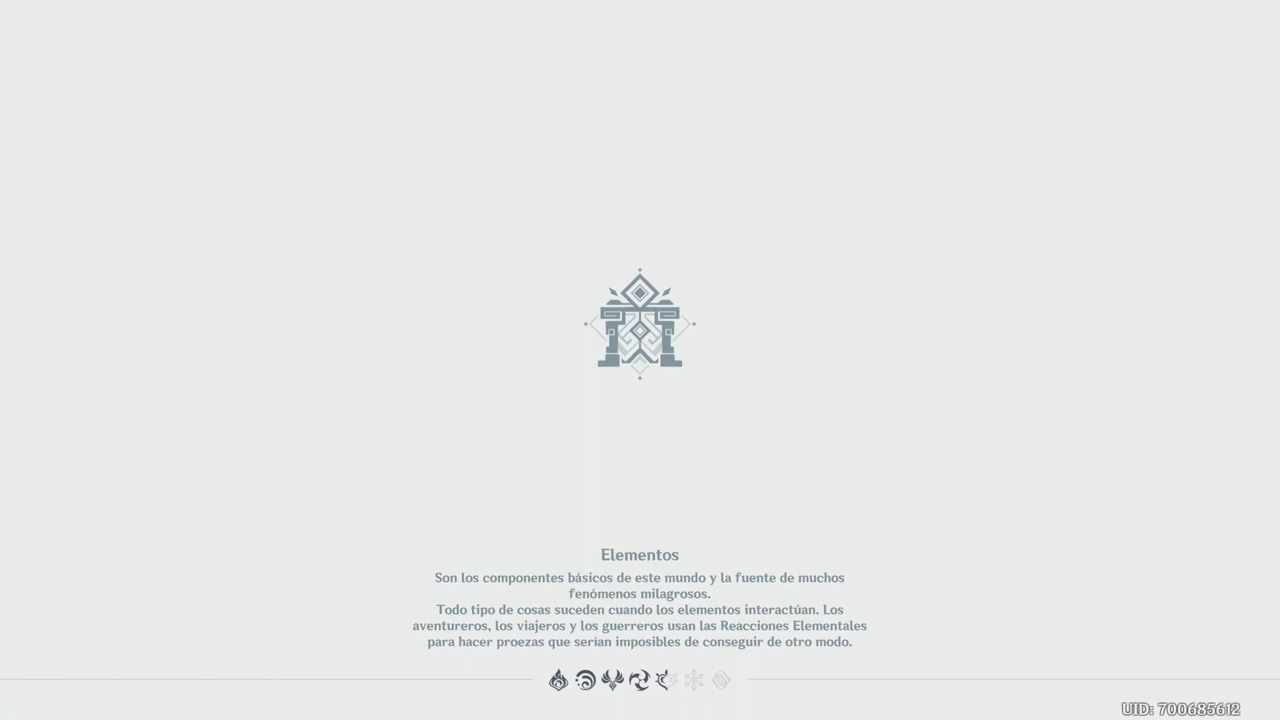 Elementos
Son los componentes básicos de este mundo y la fuente de muchos
fenómenos milagrosos.
Todo tipo de cosas suceden cuando los elementos interactúan. Los
aventureros, los viajeros y los guerreros usan las Reacciones Elementales
para hacer proezas que serían imposibles de conseguir de otro modo.
UID: 700685612